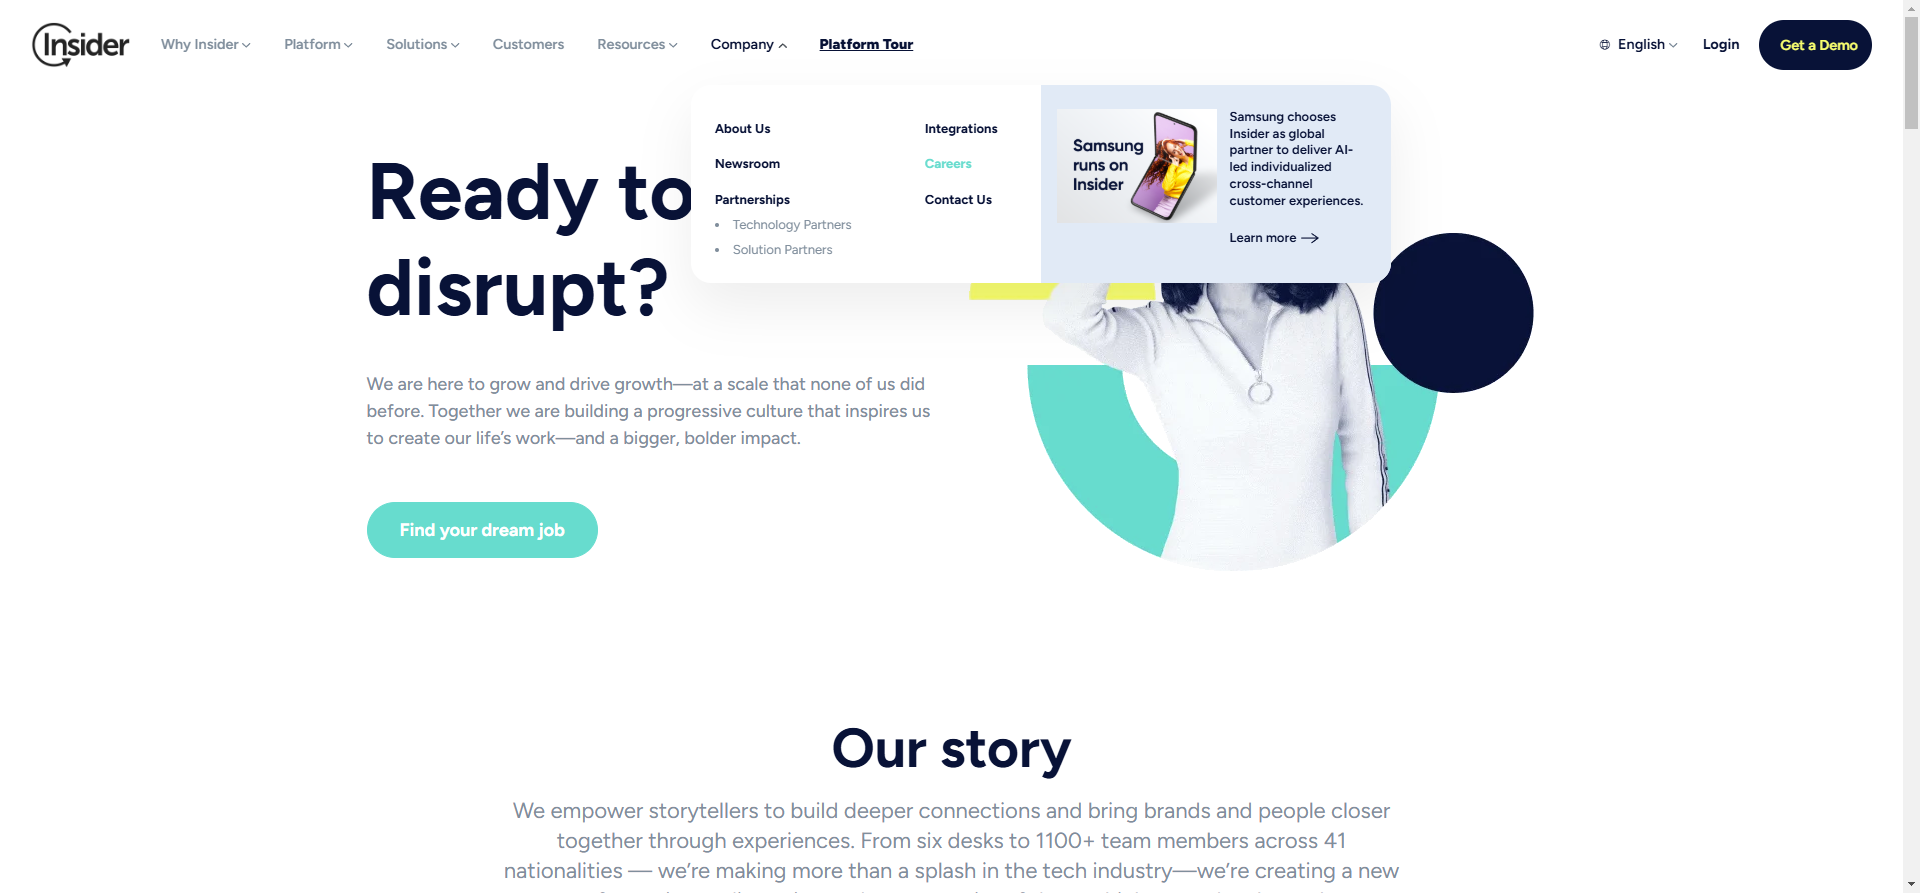 Insider
Why Insider
Platform
Solutions
Customers
Resources
Company
Platform Tour
English
Login
Get a Demo
About Us
Newsroom
Partnerships
• Technology Partners
• Solution Partners
Integrations
Careers
Contact Us
Samsung
runs on
Insider
Samsung chooses
Insider as global
partner to deliver AI-
led individualized
cross-channel
customer experiences.
Learn more
Ready to
disrupt?
We are here to grow and drive growth—at a scale that none of us did
before. Together we are building a progressive culture that inspires us
to create our life’s work—and a bigger, bolder impact.
Find your dream job
Our story
We empower storytellers to build deeper connections and bring brands and people closer
together through experiences. From six desks to 1100+ team members across 41
nationalities — we’re making more than a splash in the tech industry—we’re creating a new